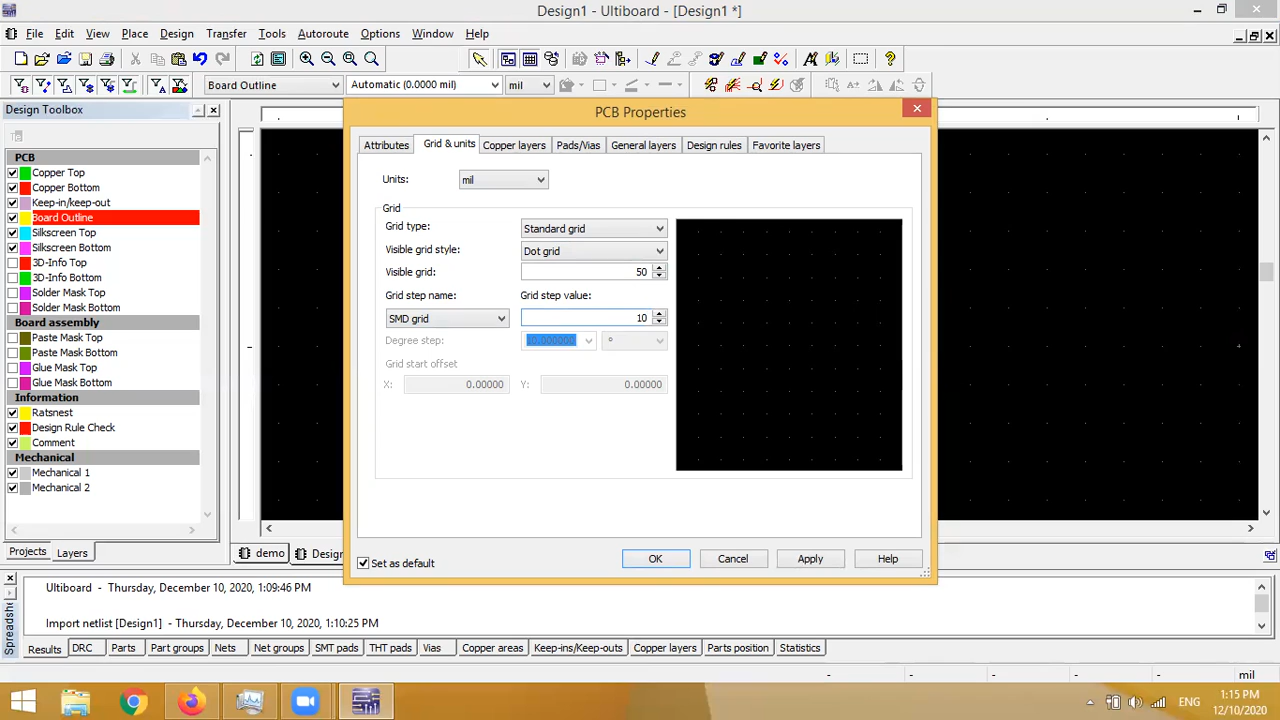 Design1 - Ultiboard - [Design1 *]
File Edit View Place Design Transfer Tools Autoroute Options Window Help
Board Outline Automatic (0.0000 mil) mil
Design Toolbox
PCB
Copper Top
Copper Bottom
Keep-in/keep-out
Board Outline
Silkscreen Top
Silkscreen Bottom
3D-Info Top
3D-Info Bottom
Solder Mask Top
Solder Mask Bottom
Board assembly
Paste Mask Top
Paste Mask Bottom
Glue Mask Top
Glue Mask Bottom
Information
Ratsnest
Design Rule Check
Comment
Mechanical
Mechanical 1
Mechanical 2
Projects Layers
PCB Properties
Attributes Grid & units Copper layers Pads/Vias General layers Design rules Favorite layers
Units: mil
Grid
Grid type: Standard grid
Visible grid style: Dot grid
Visible grid: 50
Grid step name: Grid step value:
SMD grid 10
Degree step: °
Grid start offset
X: 0.00000 Y: 0.00000
Set as default OK Cancel Apply Help
demo Design
Ultiboard - Thursday, December 10, 2020, 1:09:46 PM
Import netlist [Design1] - Thursday, December 10, 2020, 1:10:25 PM
Results DRC Parts Part groups Nets Net groups SMT pads THT pads Vias Copper areas Keep-ins/Keep-outs Copper layers Parts position Statistics
- - - - mil
ENG
1:15 PM
12/10/2020